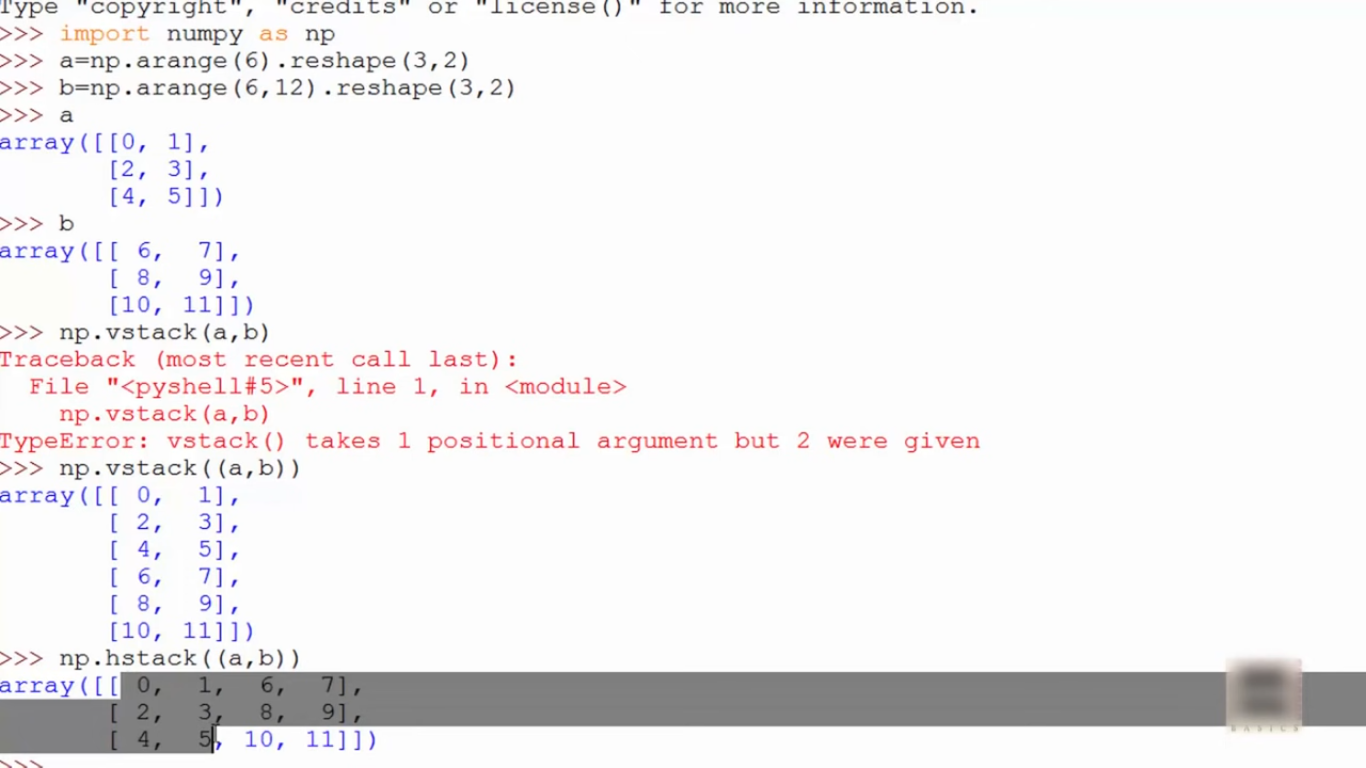 Type "copyright", "credits" or "license()" for more information.
>>> import numpy as np
>>> a=np.arange(6).reshape(3,2)
>>> b=np.arange(6,12).reshape(3,2)
>>> a
array([[0, 1],
       [2, 3],
       [4, 5]])
>>> b
array([[ 6,  7],
       [ 8,  9],
       [10, 11]])
>>> np.vstack(a,b)
Traceback (most recent call last):
  File "<pyshell#5>", line 1, in <module>
    np.vstack(a,b)
TypeError: vstack() takes 1 positional argument but 2 were given
>>> np.vstack((a,b))
array([[ 0,  1],
       [ 2,  3],
       [ 4,  5],
       [ 6,  7],
       [ 8,  9],
       [10, 11]])
>>> np.hstack((a,b))
array([[ 0,  1,  6,  7],
       [ 2,  3,  8,  9],
       [ 4,  5, 10, 11]])
>>>
BASICS